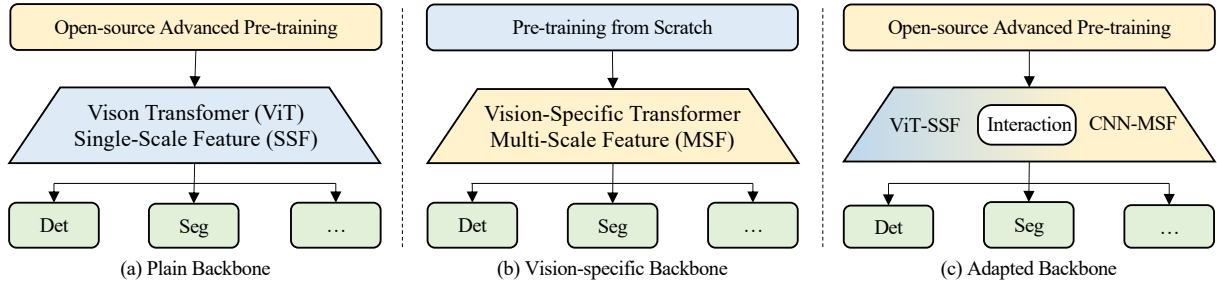 Open-source Advanced Pre-training
Vison Transfomer (ViT)
Single-Scale Feature (SSF)
Det
Seg
…
(a) Plain Backbone
Pre-training from Scratch
Vision-Specific Transformer
Multi-Scale Feature (MSF)
Det
Seg
…
(b) Vision-specific Backbone
Open-source Advanced Pre-training
ViT-SSF
Interaction
CNN-MSF
Det
Seg
…
(c) Adapted Backbone